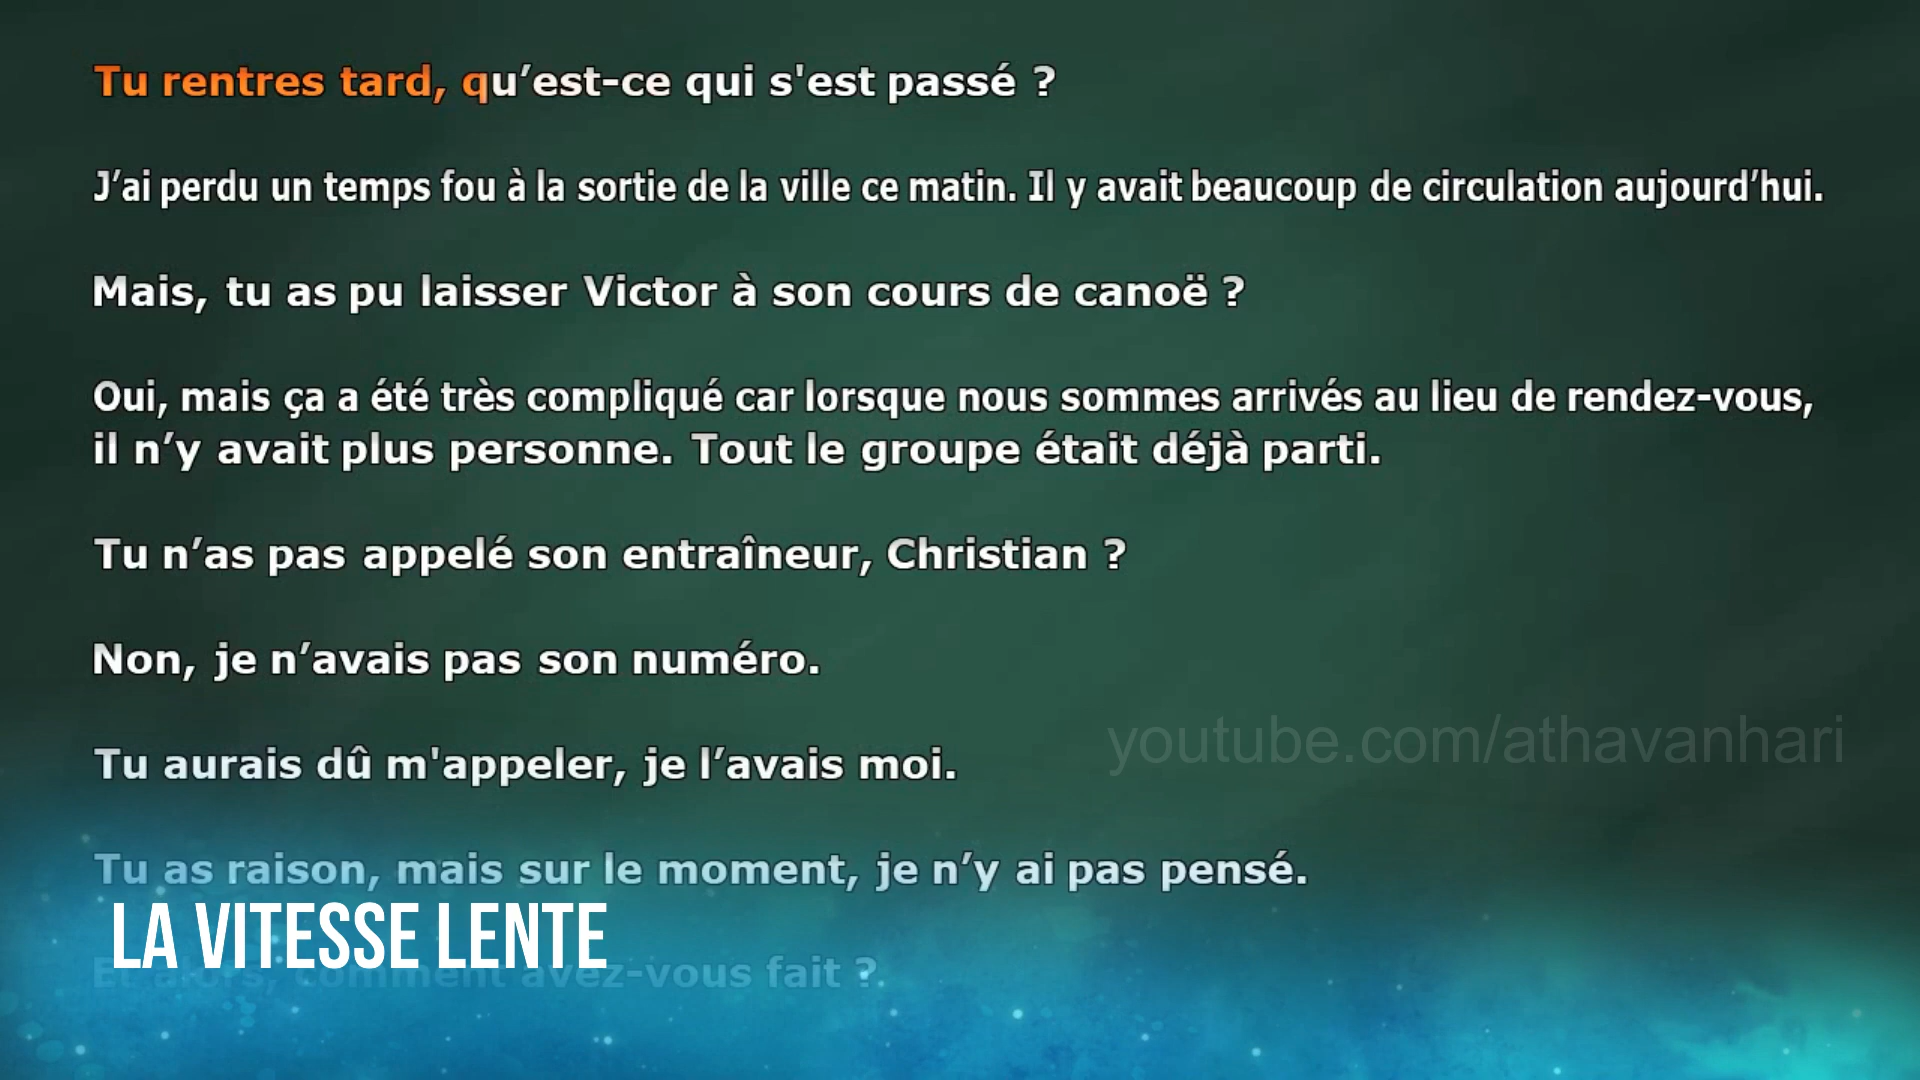 Tu rentres tard, qu’est-ce qui s'est passé ?
J’ai perdu un temps fou à la sortie de la ville ce matin. Il y avait beaucoup de circulation aujourd’hui.
Mais, tu as pu laisser Victor à son cours de canoë ?
Oui, mais ça a été très compliqué car lorsque nous sommes arrivés au lieu de rendez-vous,
il n’y avait plus personne. Tout le groupe était déjà parti.
Tu n’as pas appelé son entraîneur, Christian ?
Non, je n’avais pas son numéro.
youtube.com/athavanhari
Tu aurais dû m'appeler, je l’avais moi.
Tu as raison, mais sur le moment, je n’y ai pas pensé.
LA VITESSE LENTE
Et alors, comment avez-vous fait ?